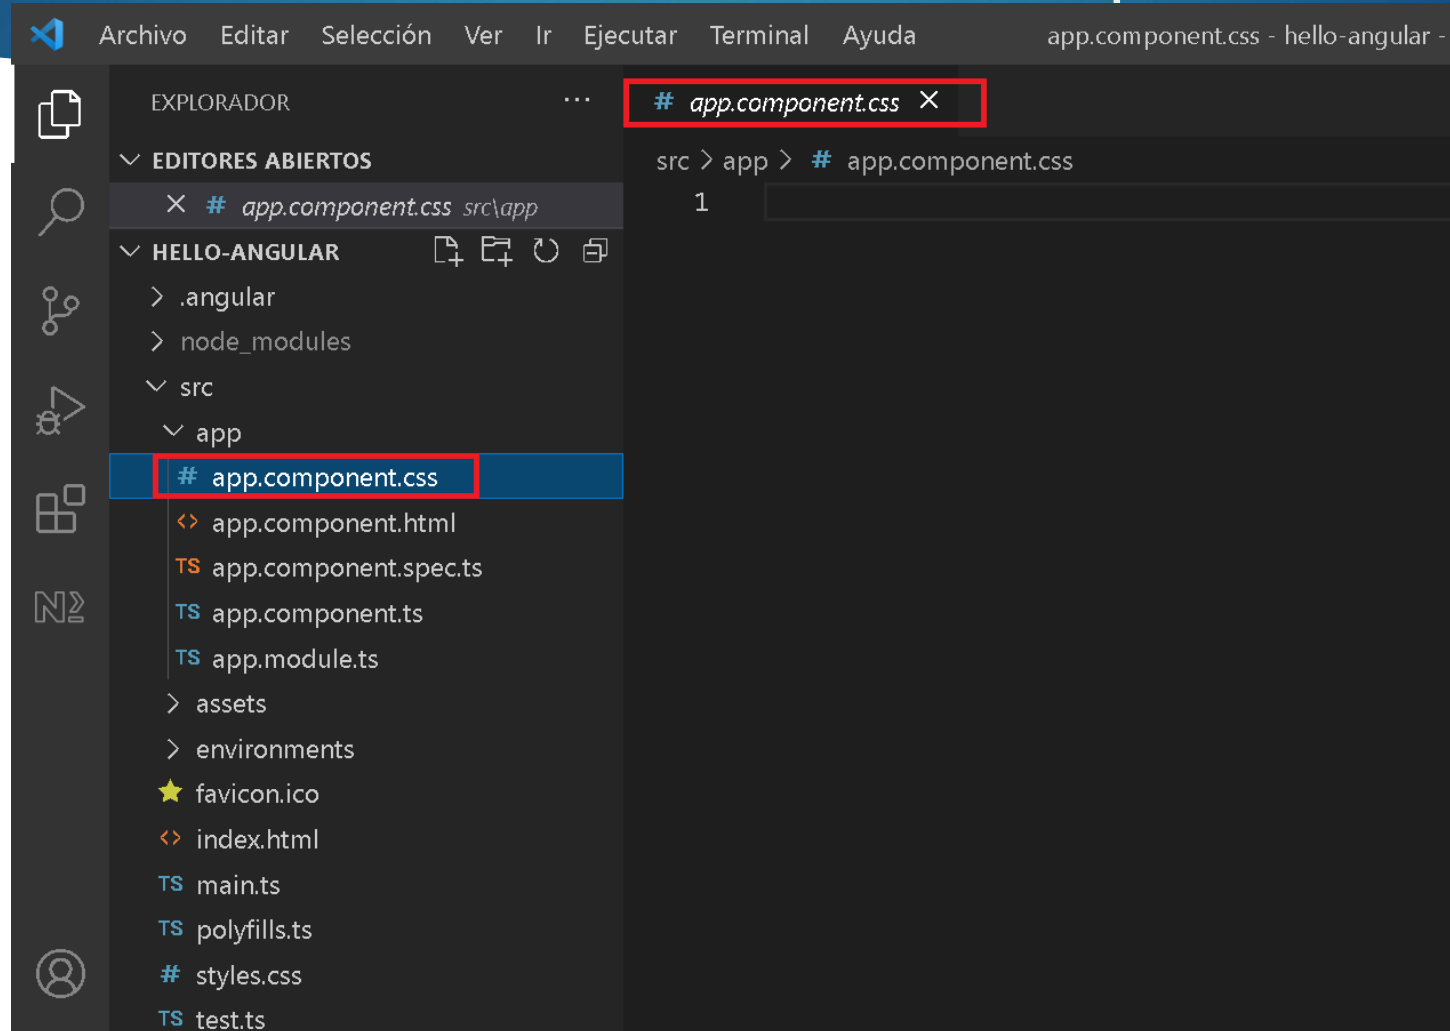 Archivo Editar Selección Ver Ir Ejecutar Terminal Ayuda app.component.css - hello-angular -
EXPLORADOR ···
EDITORES ABIERTOS
# app.component.css src\app
HELLO-ANGULAR
.angular
node_modules
src
app
# app.component.css
<> app.component.html
TS app.component.spec.ts
TS app.component.ts
TS app.module.ts
assets
environments
favicon.ico
<> index.html
TS main.ts
TS polyfills.ts
# styles.css
TS test.ts
# app.component.css
src > app > # app.component.css
1